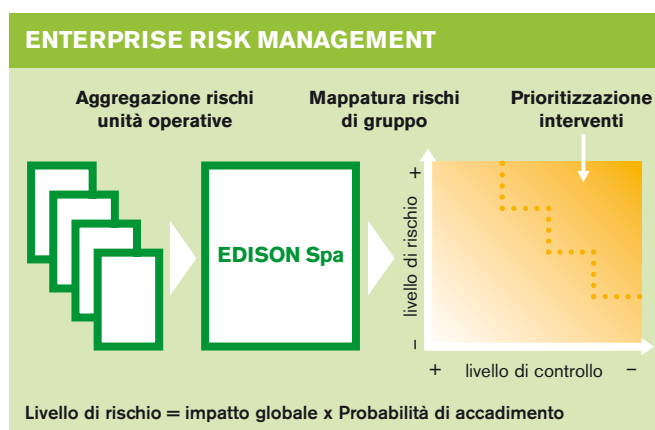 ENTERPRISE RISK MANAGEMENT
Aggregazione rischi
unità operative
Mappatura rischi
di gruppo
Prioritizzazione
interventi
EDISON Spa
+
livello di rischio
–
+ livello di controllo –
Livello di rischio = impatto globale x Probabilità di accadimento